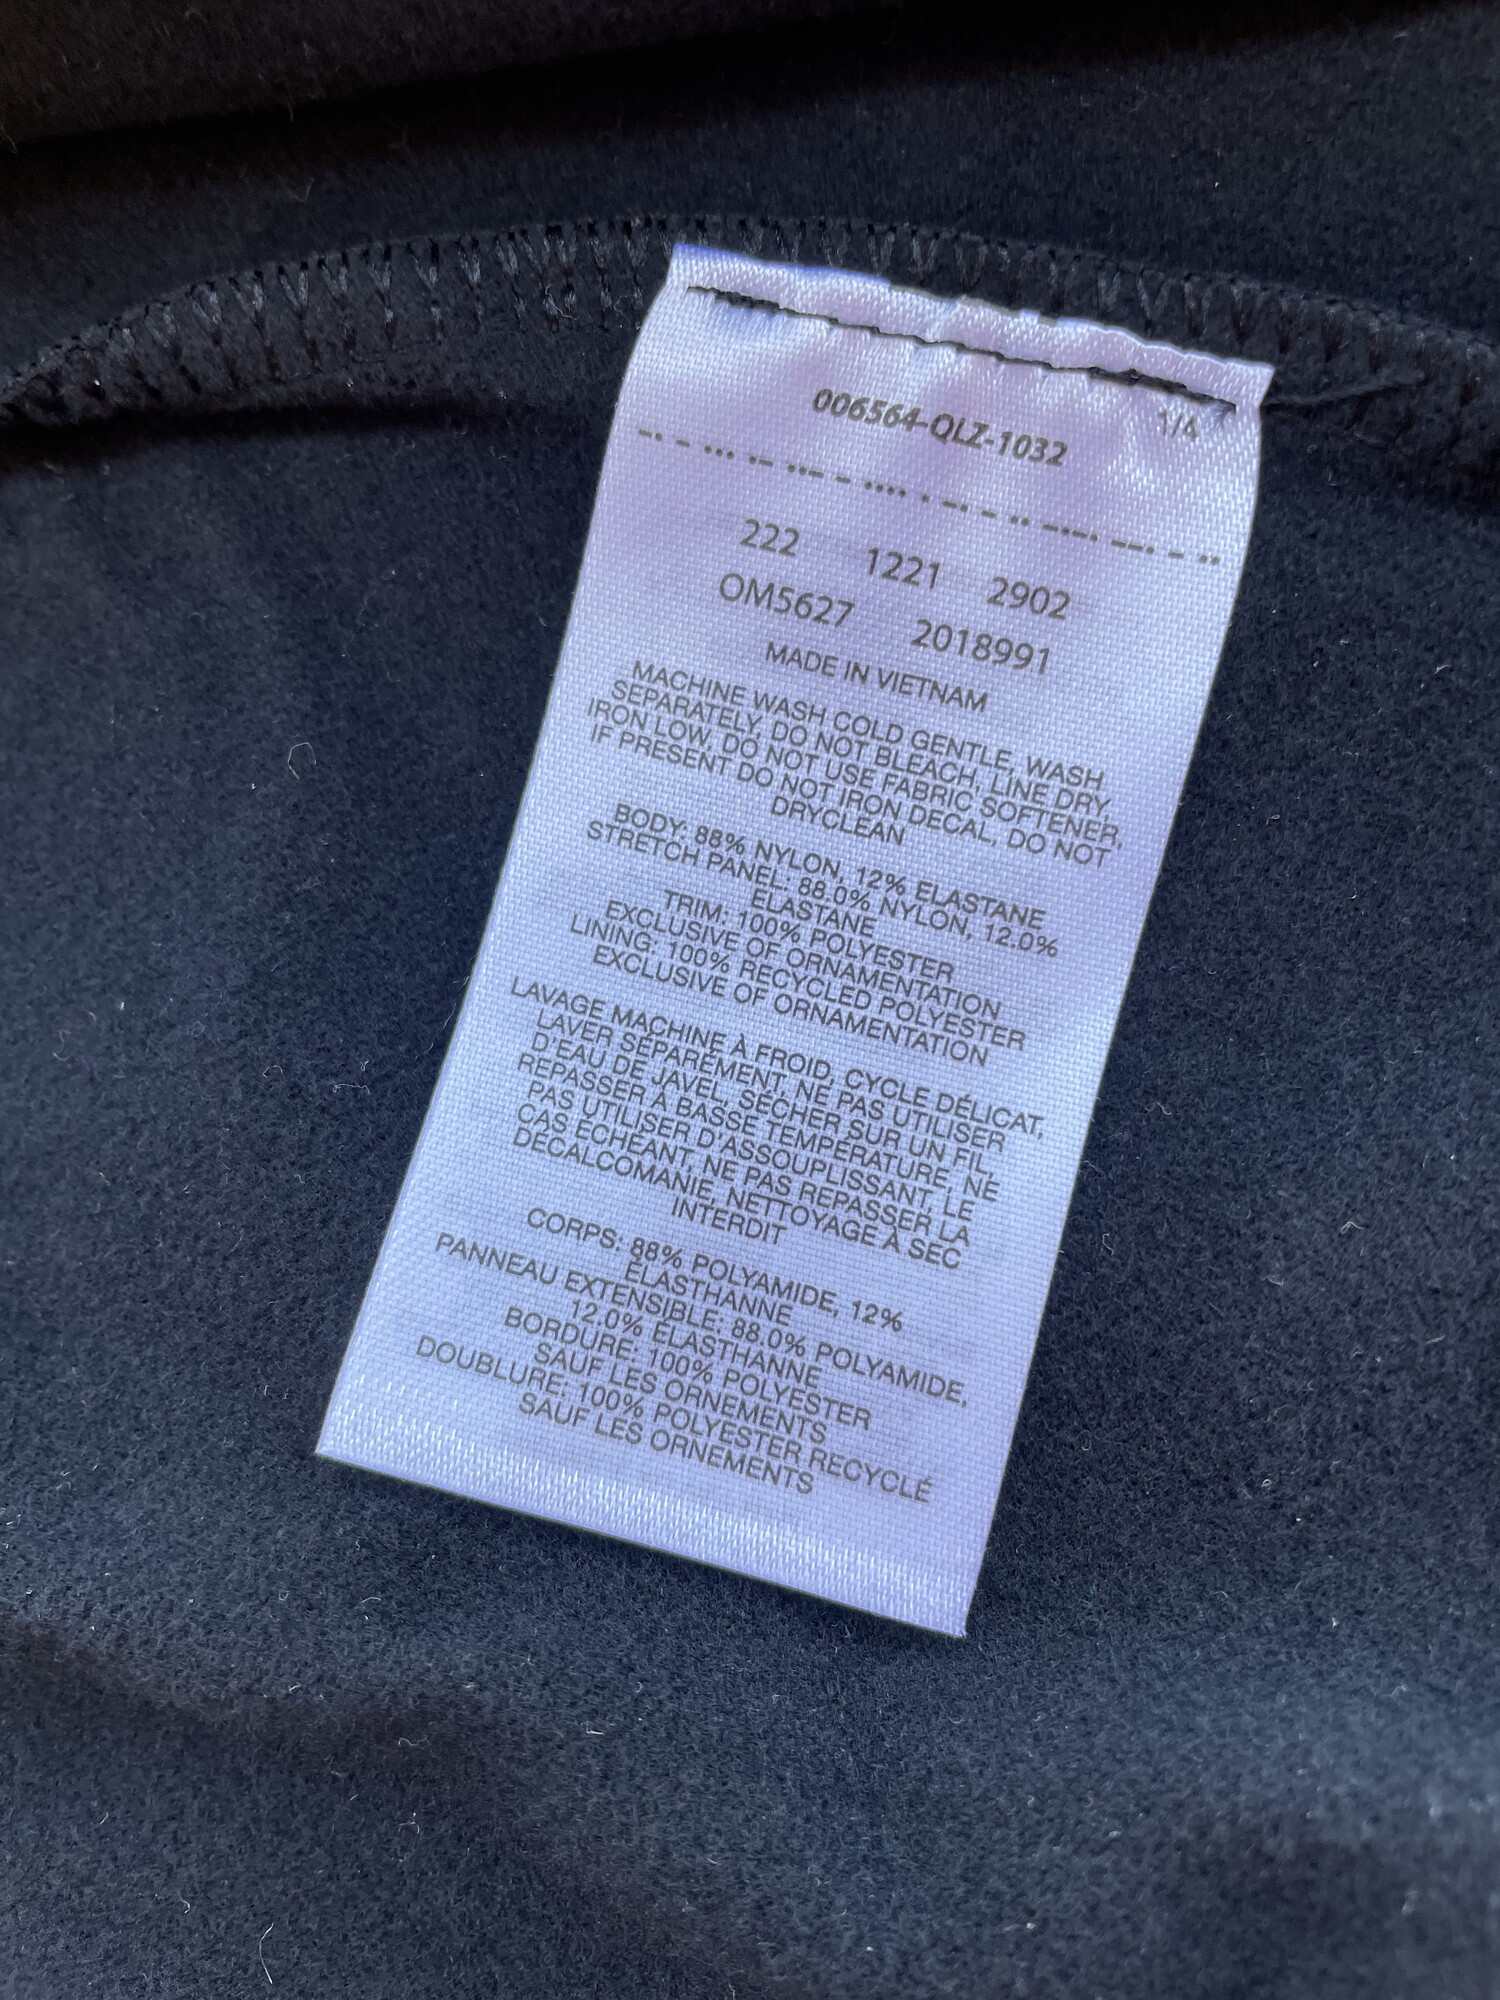 006564-QLZ-1032 1/4
-. - ... .- ..- - .... . -. - .. -.-. --. - ..
222 1221 2902
OM5627 2018991
MADE IN VIETNAM
MACHINE WASH COLD GENTLE, WASH
SEPARATELY, DO NOT BLEACH, LINE DRY,
IRON LOW, DO NOT USE FABRIC SOFTENER,
IF PRESENT DO NOT IRON DECAL, DO NOT
DRYCLEAN
BODY: 88% NYLON, 12% ELASTANE
STRETCH PANEL: 88.0% NYLON, 12.0%
ELASTANE
TRIM: 100% POLYESTER
EXCLUSIVE OF ORNAMENTATION
LINING: 100% RECYCLED POLYESTER
EXCLUSIVE OF ORNAMENTATION
LAVAGE MACHINE À FROID, CYCLE DÉLICAT,
LAVER SÉPARÉMENT, NE PAS UTILISER
D'EAU DE JAVEL, SÉCHER SUR UN FIL,
REPASSER À BASSE TEMPÉRATURE, NE
PAS UTILISER D'ASSOUPLISSANT, LE
CAS ÉCHÉANT, NE PAS REPASSER LA
DÉCALCOMANIE, NETTOYAGE À SEC
INTERDIT
CORPS: 88% POLYAMIDE, 12%
ÉLASTHANNE
PANNEAU EXTENSIBLE: 88.0% POLYAMIDE,
12.0% ÉLASTHANNE
BORDURE: 100% POLYESTER
SAUF LES ORNEMENTS
DOUBLURE: 100% POLYESTER RECYCLÉ
SAUF LES ORNEMENTS